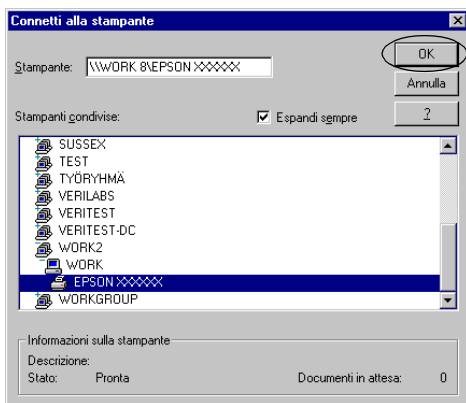 Connetti alla stampante
Stampante: \\WORK 8\EPSON XXXXXX
OK
Annulla
?
Stampanti condivise:
Espandi sempre
SUSSEX
TEST
TYÖRYHMÄ
VERILABS
VERITEST
VERITEST-DC
WORK2
WORK
EPSON XXXXXX
WORKGROUP
Informazioni sulla stampante
Descrizione:
Stato: Pronta Documenti in attesa: 0